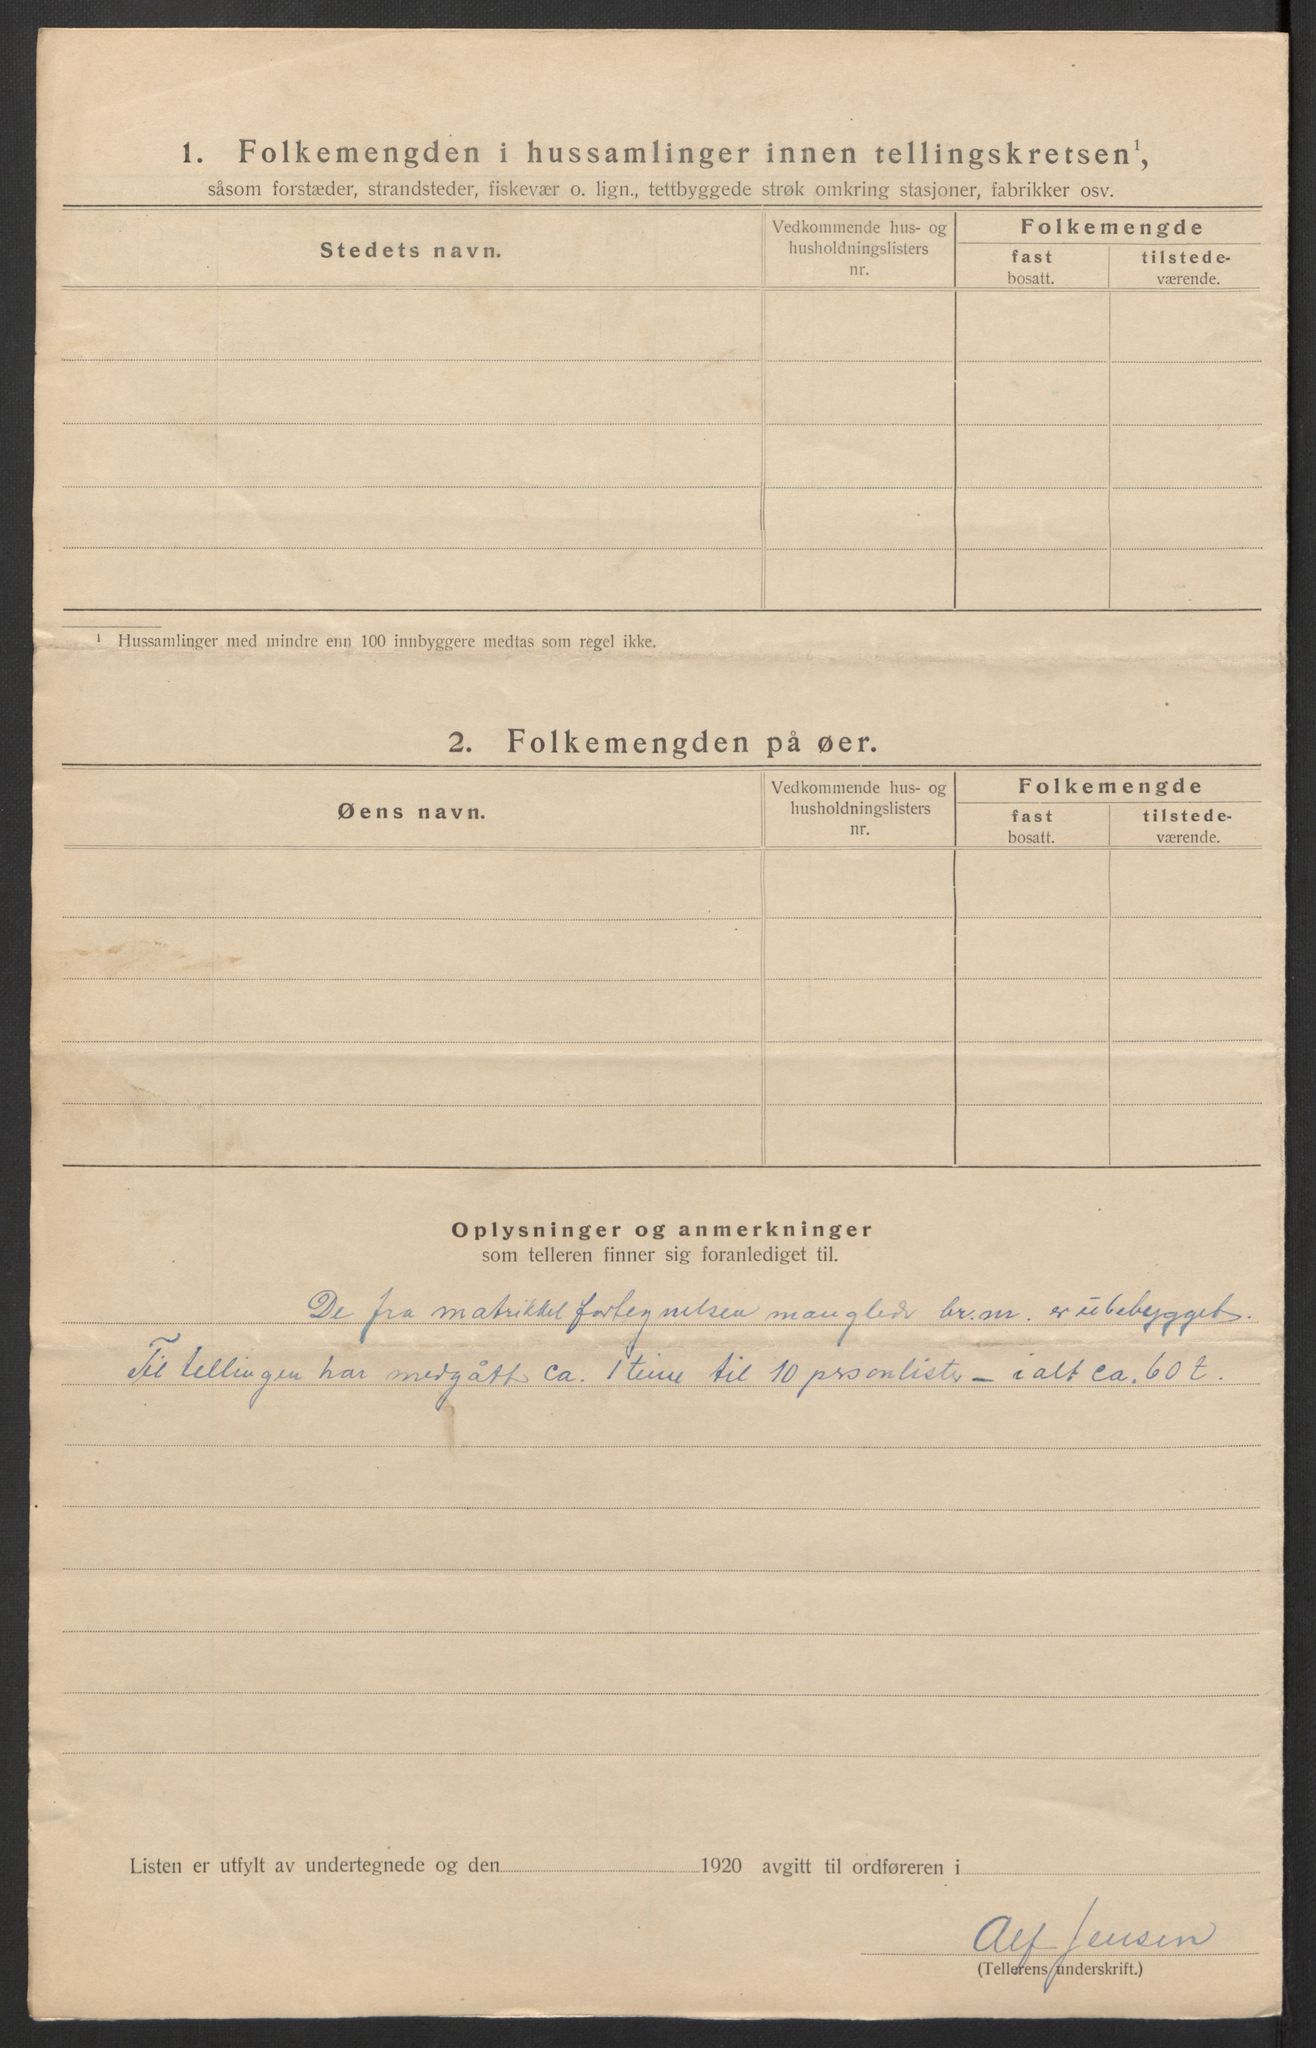 1. Folkemengden i hussamlinger innen tellingskretsen¹,
såsom forstæder, strandsteder, fiskevær o. lign., tettbyggede strøk omkring stasjoner, fabrikker osv.
Stedets navn.
Vedkommende hus- og
husholdningslisters
nr.
Folkemengde
fast
bosatt.
tilstede-
værende.
¹ Hussamlinger med mindre enn 100 innbyggere medtas som regel ikke.
2. Folkemengden på øer.
Øens navn.
Vedkommende hus- og
husholdningslisters
nr.
Folkemengde
fast
bosatt.
tilstede-
værende.
Oplysninger og anmerkninger
som telleren finner sig foranlediget til.
De fra matrikkelfortegnelsen manglede br.nr. er ubebygget.
Til tellingen har medgått ca. 1 time til 10 personlister – i alt ca. 60 t.
Listen er utfylt av undertegnede og den 1920 avgitt til ordføreren i
Alf Jensen
(Tellerens underskrift.)